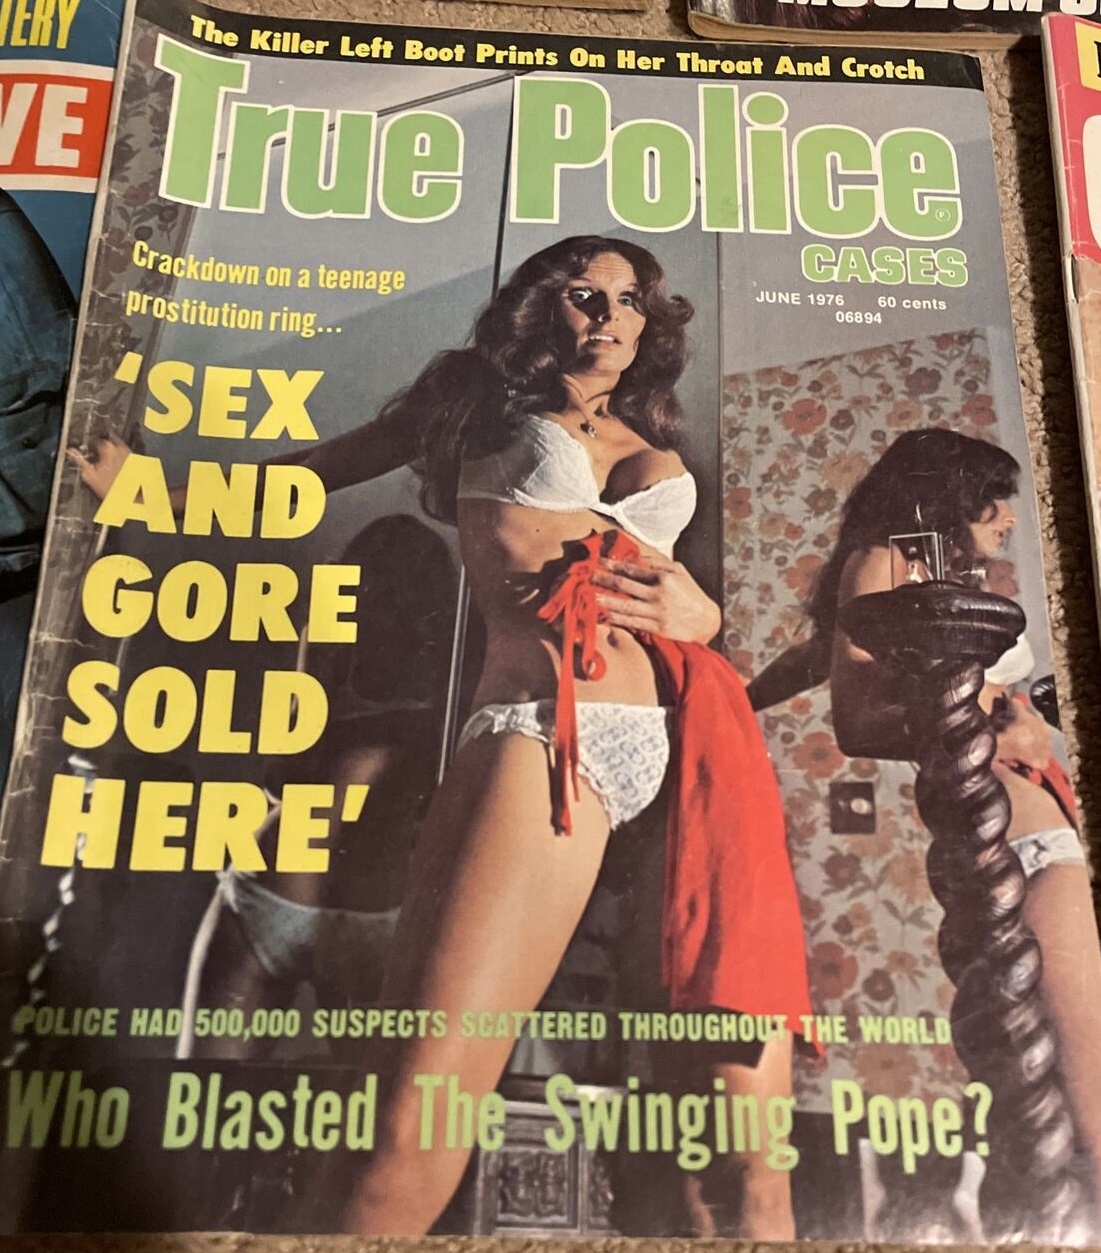 TERY
VE
The Killer Left Boot Prints On Her Throat And Crotch
True Police
CASES
JUNE 1976 60 cents
06894
Crackdown on a teenage
prostitution ring...
'SEX
AND
GORE
SOLD
HERE'
POLICE HAD 500,000 SUSPECTS SCATTERED THROUGHOUT THE WORLD
Who Blasted The Swinging Pope?